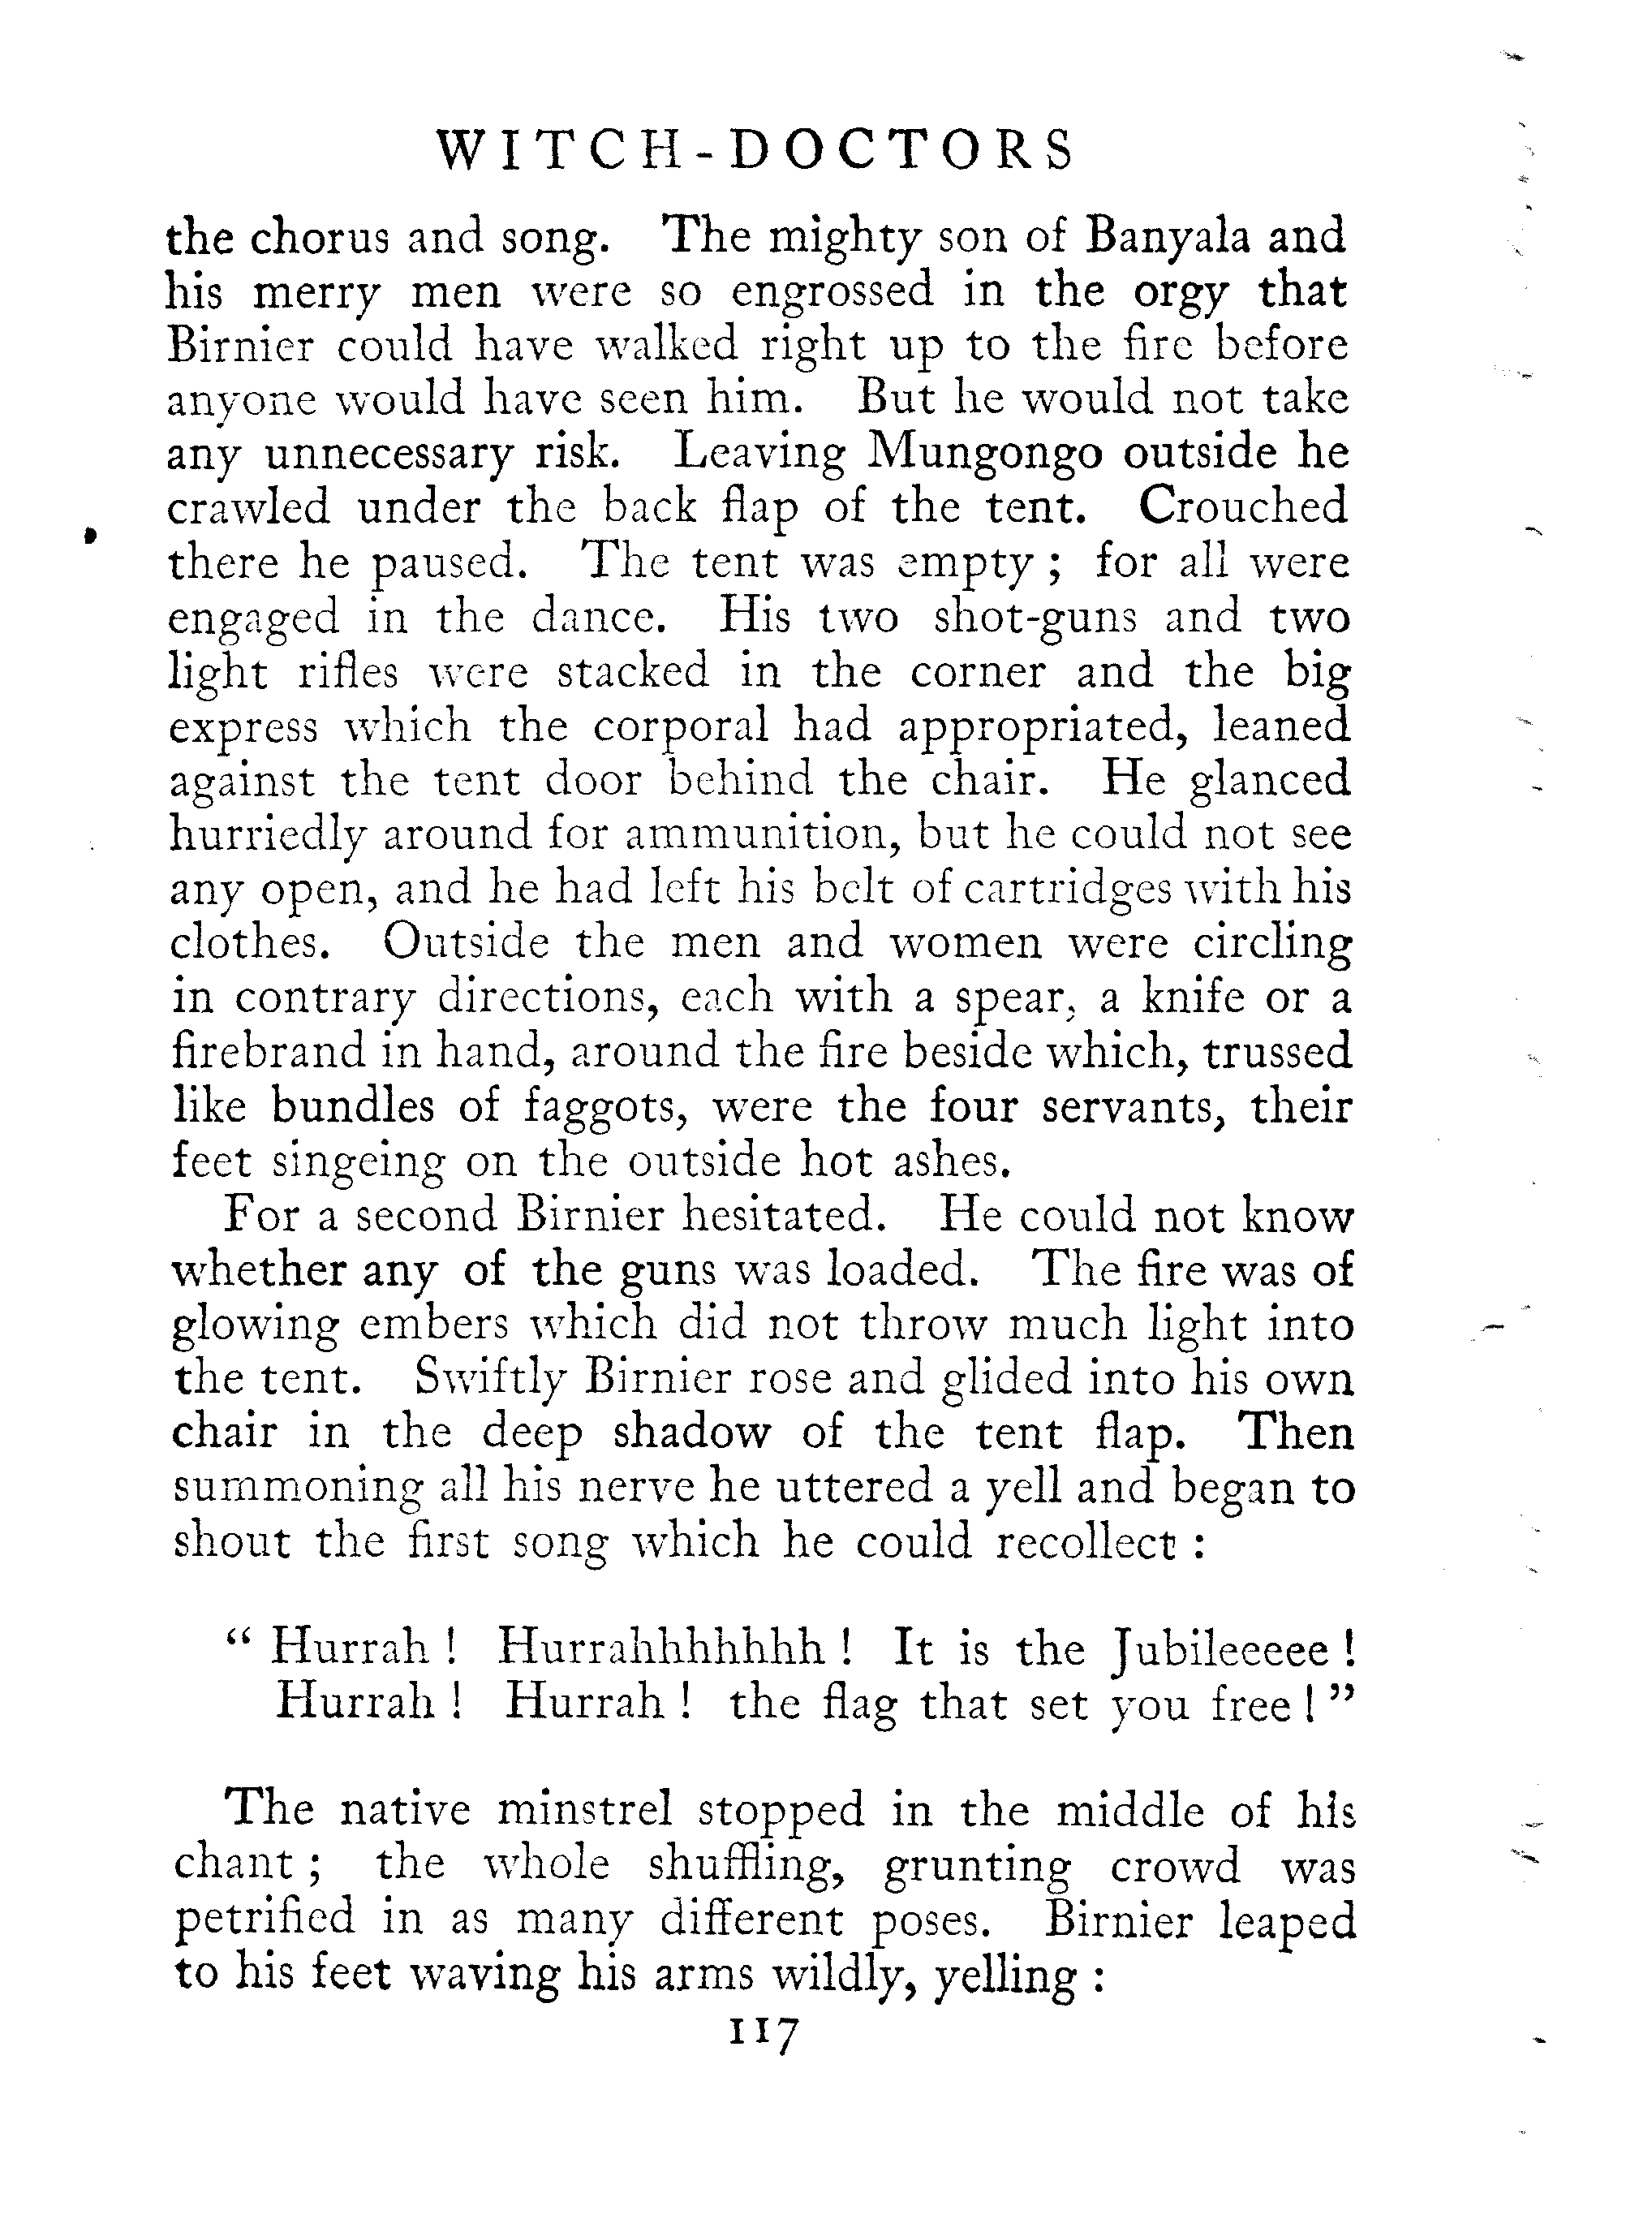 WITCH-DOCTORS
the chorus and song. The mighty son of Banyala and
his merry men were so engrossed in the orgy that
Birnier could have walked right up to the fire before
anyone would have seen him. But he would not take
any unnecessary risk. Leaving Mungongo outside he
crawled under the back flap of the tent. Crouched
there he paused. The tent was empty ; for all were
engaged in the dance. His two shot-guns and two
light rifles were stacked in the corner and the big
express which the corporal had appropriated, leaned
against the tent door behind the chair. He glanced
hurriedly around for ammunition, but he could not see
any open, and he had left his belt of cartridges with his
clothes. Outside the men and women were circling
in contrary directions, each with a spear, a knife or a
firebrand in hand, around the fire beside which, trussed
like bundles of faggots, were the four servants, their
feet singeing on the outside hot ashes.
For a second Birnier hesitated. He could not know
whether any of the guns was loaded. The fire was of
glowing embers which did not throw much light into
the tent. Swiftly Birnier rose and glided into his own
chair in the deep shadow of the tent flap. Then
summoning all his nerve he uttered a yell and began to
shout the first song which he could recollect :
“ Hurrah ! Hurrahhhhhhh ! It is the Jubileeeee !
Hurrah ! Hurrah ! the flag that set you free ! ”
The native minstrel stopped in the middle of his
chant ; the whole shuffling, grunting crowd was
petrified in as many different poses. Birnier leaped
to his feet waving his arms wildly, yelling :
117